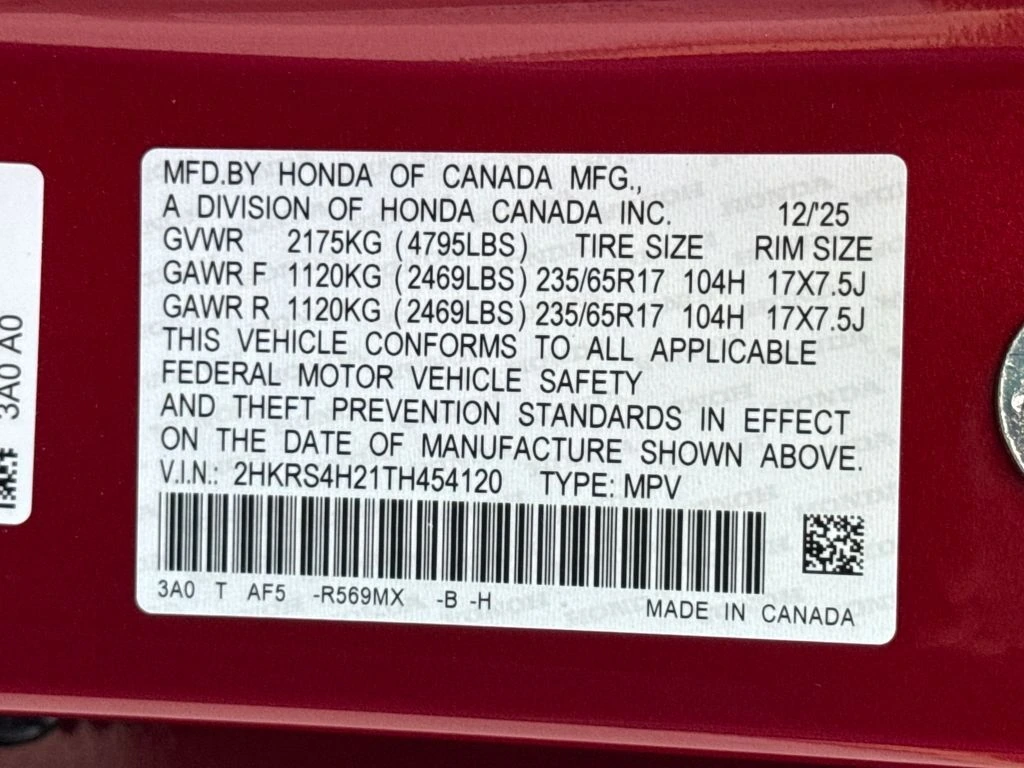 MFD.BY HONDA OF CANADA MFG.,
A DIVISION OF HONDA CANADA INC. 12/'25
GVWR 2175KG (4795LBS) TIRE SIZE RIM SIZE
GAWR F 1120KG (2469LBS) 235/65R17 104H 17X7.5J
GAWR R 1120KG (2469LBS) 235/65R17 104H 17X7.5J
THIS VEHICLE CONFORMS TO ALL APPLICABLE
FEDERAL MOTOR VEHICLE SAFETY
AND THEFT PREVENTION STANDARDS IN EFFECT
ON THE DATE OF MANUFACTURE SHOWN ABOVE.
V.I.N.: 2HKRS4H21TH454120 TYPE: MPV
3A0 T AF5 -R569MX -B -H
MADE IN CANADA
3A0 A0